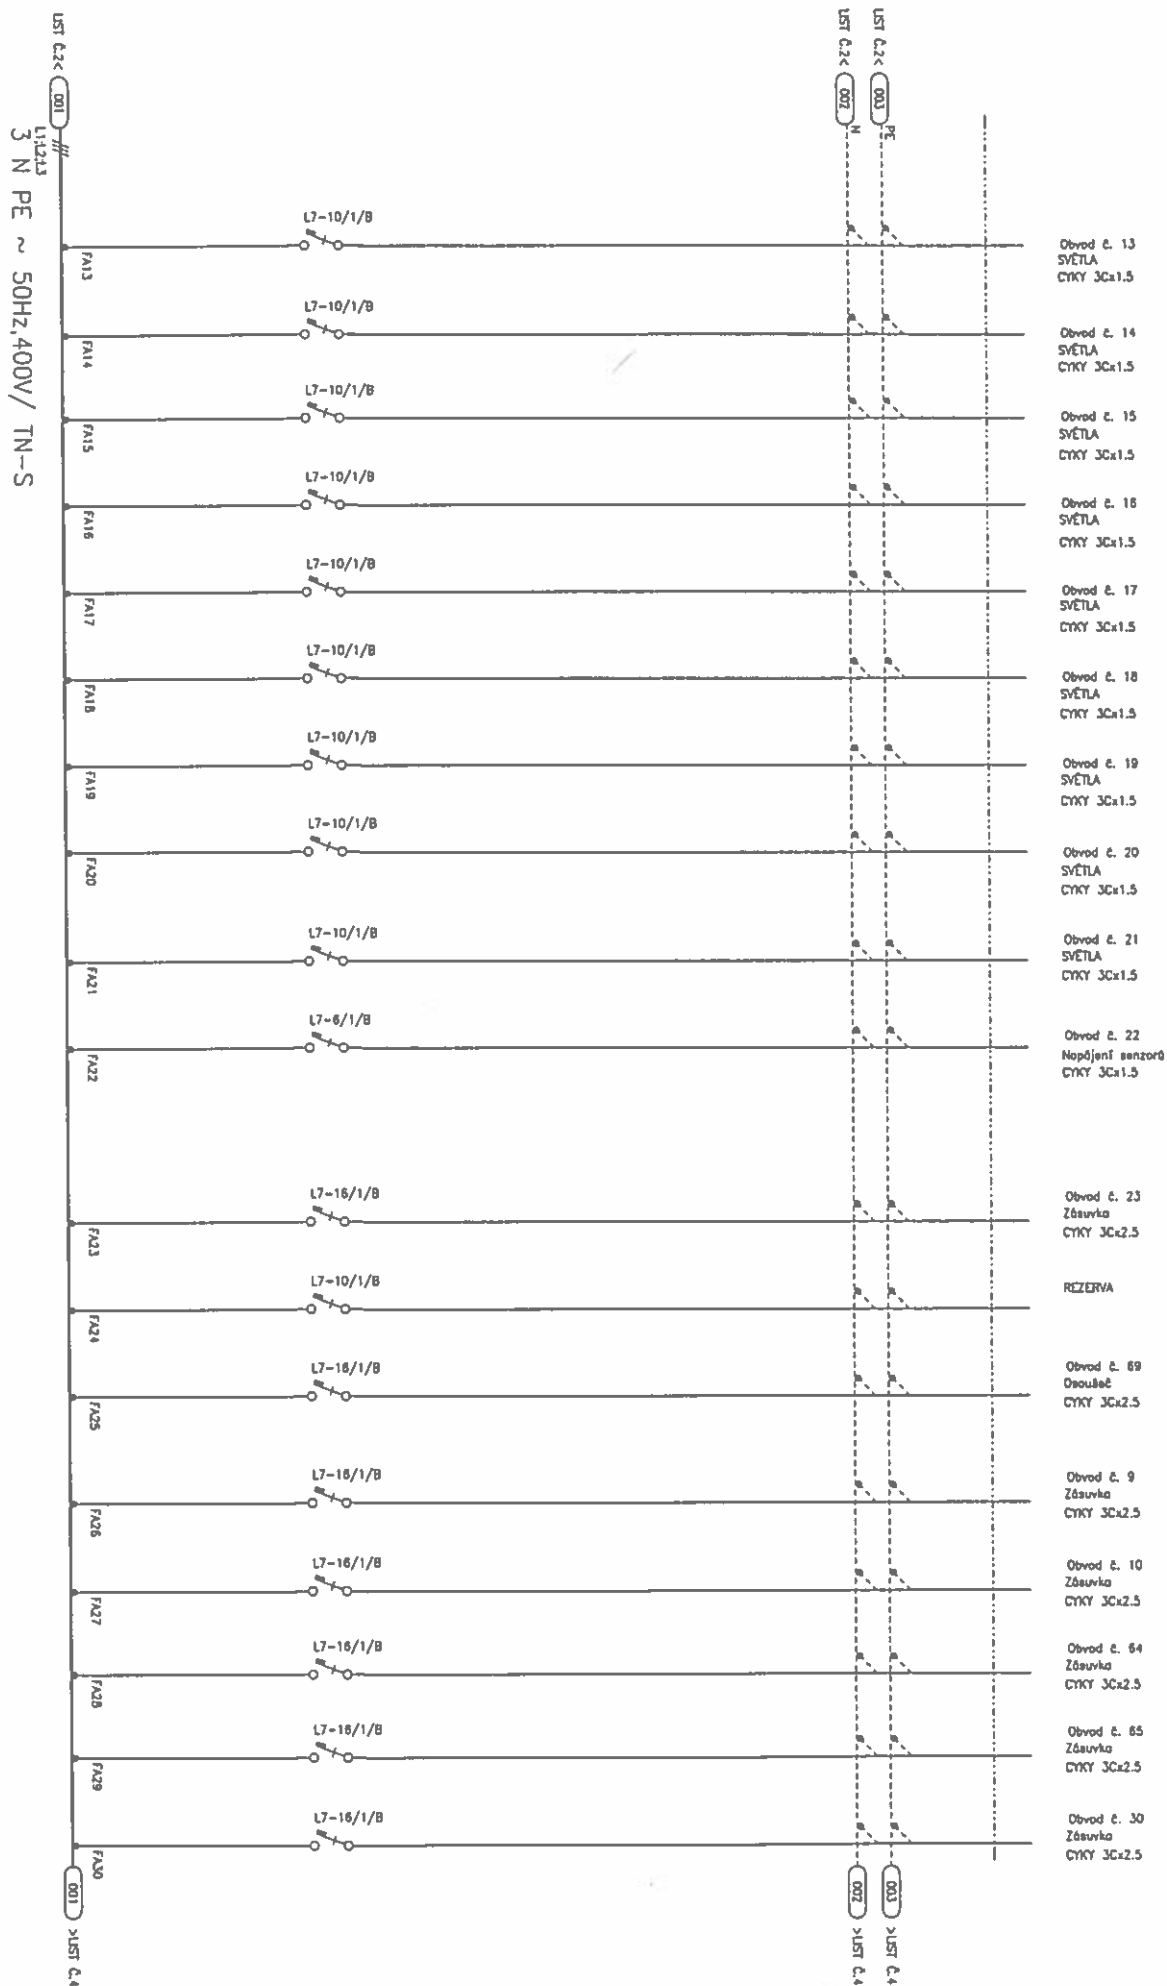 LIST Č.2<
001
LIST Č.2<
002
LIST Č.2<
003
N
PE
L1;L2;L3
3 N PE ~ 50Hz,400V/ TN-S
FA13
L7-10/1/B
Obvod č. 13
SVĚTLA
CYKY 3Cx1.5
FA14
L7-10/1/B
Obvod č. 14
SVĚTLA
CYKY 3Cx1.5
FA15
L7-10/1/B
Obvod č. 15
SVĚTLA
CYKY 3Cx1.5
FA16
L7-10/1/B
Obvod č. 16
SVĚTLA
CYKY 3Cx1.5
FA17
L7-10/1/B
Obvod č. 17
SVĚTLA
CYKY 3Cx1.5
FA18
L7-10/1/B
Obvod č. 18
SVĚTLA
CYKY 3Cx1.5
FA19
L7-10/1/B
Obvod č. 19
SVĚTLA
CYKY 3Cx1.5
FA20
L7-10/1/B
Obvod č. 20
SVĚTLA
CYKY 3Cx1.5
FA21
L7-10/1/B
Obvod č. 21
SVĚTLA
CYKY 3Cx1.5
FA22
L7-6/1/B
Obvod č. 22
Napájení senzorů
CYKY 3Cx1.5
FA23
L7-16/1/B
Obvod č. 23
Zásuvka
CYKY 3Cx2.5
FA24
L7-10/1/B
REZERVA
FA25
L7-16/1/B
Obvod č. 69
Osoušeč
CYKY 3Cx2.5
FA26
L7-16/1/B
Obvod č. 9
Zásuvka
CYKY 3Cx2.5
FA27
L7-16/1/B
Obvod č. 10
Zásuvka
CYKY 3Cx2.5
FA28
L7-16/1/B
Obvod č. 64
Zásuvka
CYKY 3Cx2.5
FA29
L7-16/1/B
Obvod č. 65
Zásuvka
CYKY 3Cx2.5
FA30
L7-16/1/B
Obvod č. 30
Zásuvka
CYKY 3Cx2.5
001
>LIST Č.4
002
>LIST Č.4
003
>LIST Č.4